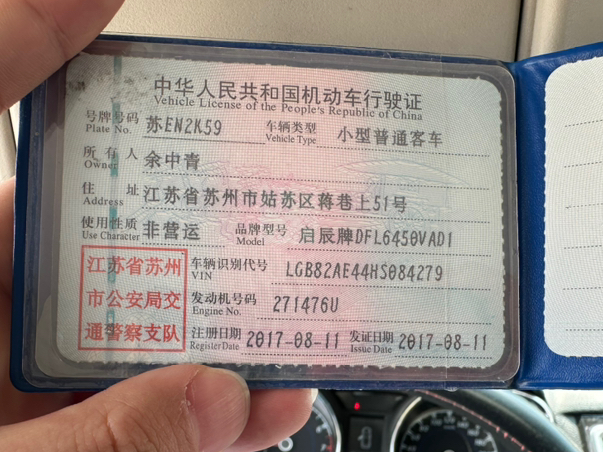 中华人民共和国机动车行驶证
Vehicle License of the People's Republic of China
号牌号码 苏EN2K59 车辆类型 小型普通客车
Plate No. Vehicle Type
所有人 余中青
Owner
住址 江苏省苏州市姑苏区蒋巷上51号
Address
使用性质 非营运 品牌型号 启辰牌DFL6450VAD1
Use Character Model
江苏省苏州 车辆识别代号 LGB82AE44HS084279
VIN
市公安局交 发动机号码 271476U
Engine No.
通警察支队 注册日期 2017-08-11 发证日期 2017-08-11
Register Date Issue Date